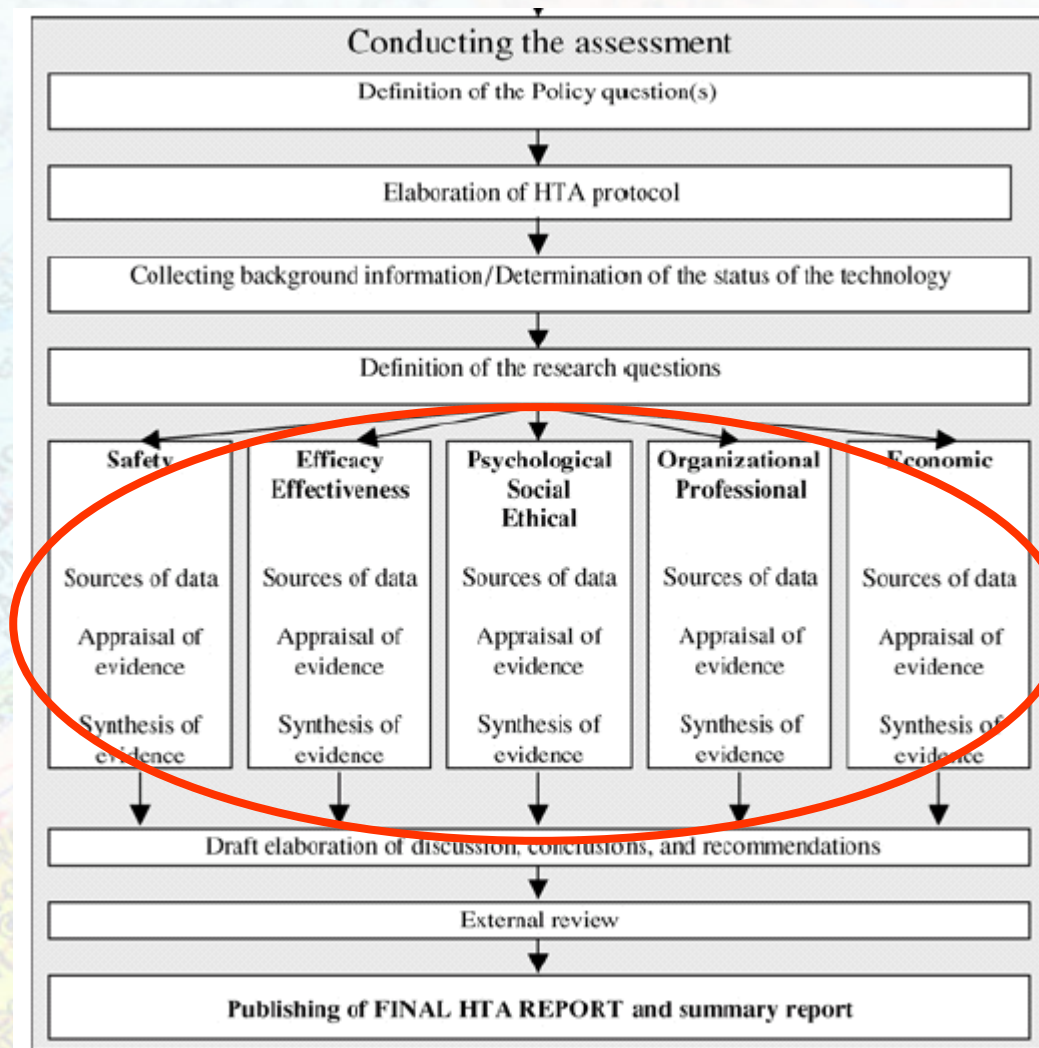 Conducting the assessment
Definition of the Policy question(s)
Elaboration of HTA protocol
Collecting background information/Determination of the status of the technology
Definition of the research questions
Safety
Sources of data
Appraisal of
evidence
Synthesis of
evidence
Efficacy
Effectiveness
Sources of data
Appraisal of
evidence
Synthesis of
evidence
Psychological
Social
Ethical
Sources of data
Appraisal of
evidence
Synthesis of
evidence
Organizational
Professional
Sources of data
Appraisal of
evidence
Synthesis of
evidence
Economic
Sources of data
Appraisal of
evidence
Synthesis of
evidence
Draft elaboration of discussion, conclusions, and recommendations
External review
Publishing of FINAL HTA REPORT and summary report